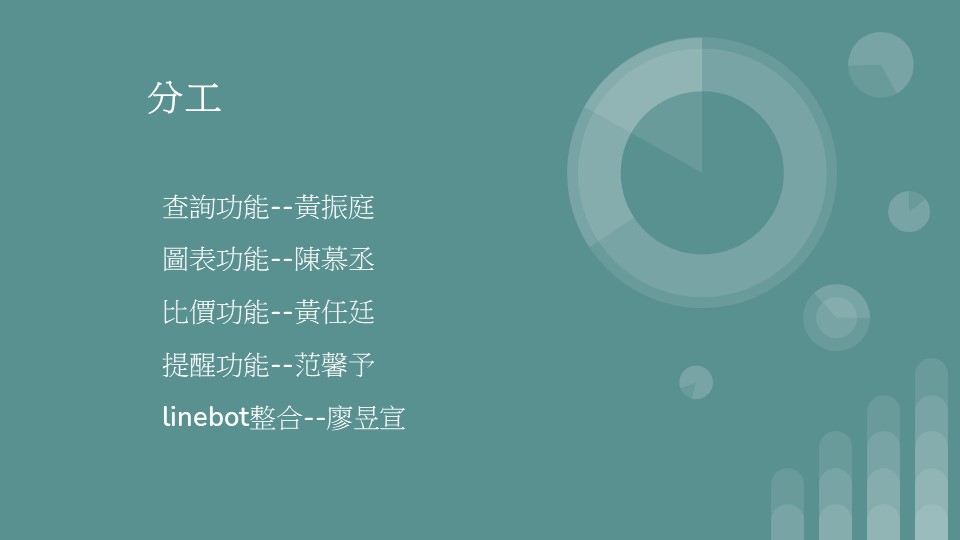 分工
查詢功能--黃振庭
圖表功能--陳慕丞
比價功能--黃任廷
提醒功能--范馨予
linebot整合--廖昱宣